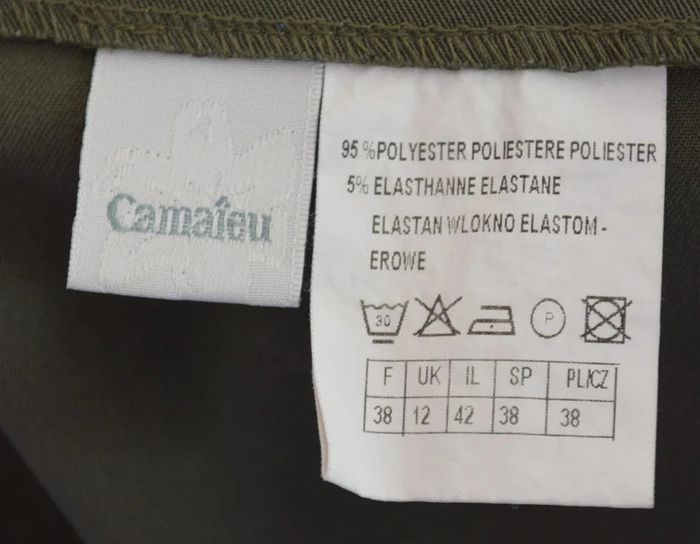 Camaïeu
95 % POLYESTER POLIESTERE POLIESTER
5% ELASTHANNE ELASTANE
ELASTAN WLOKNO ELASTOM-
EROWE
30 P
F UK IL SP PL/CZ
38 12 42 38 38